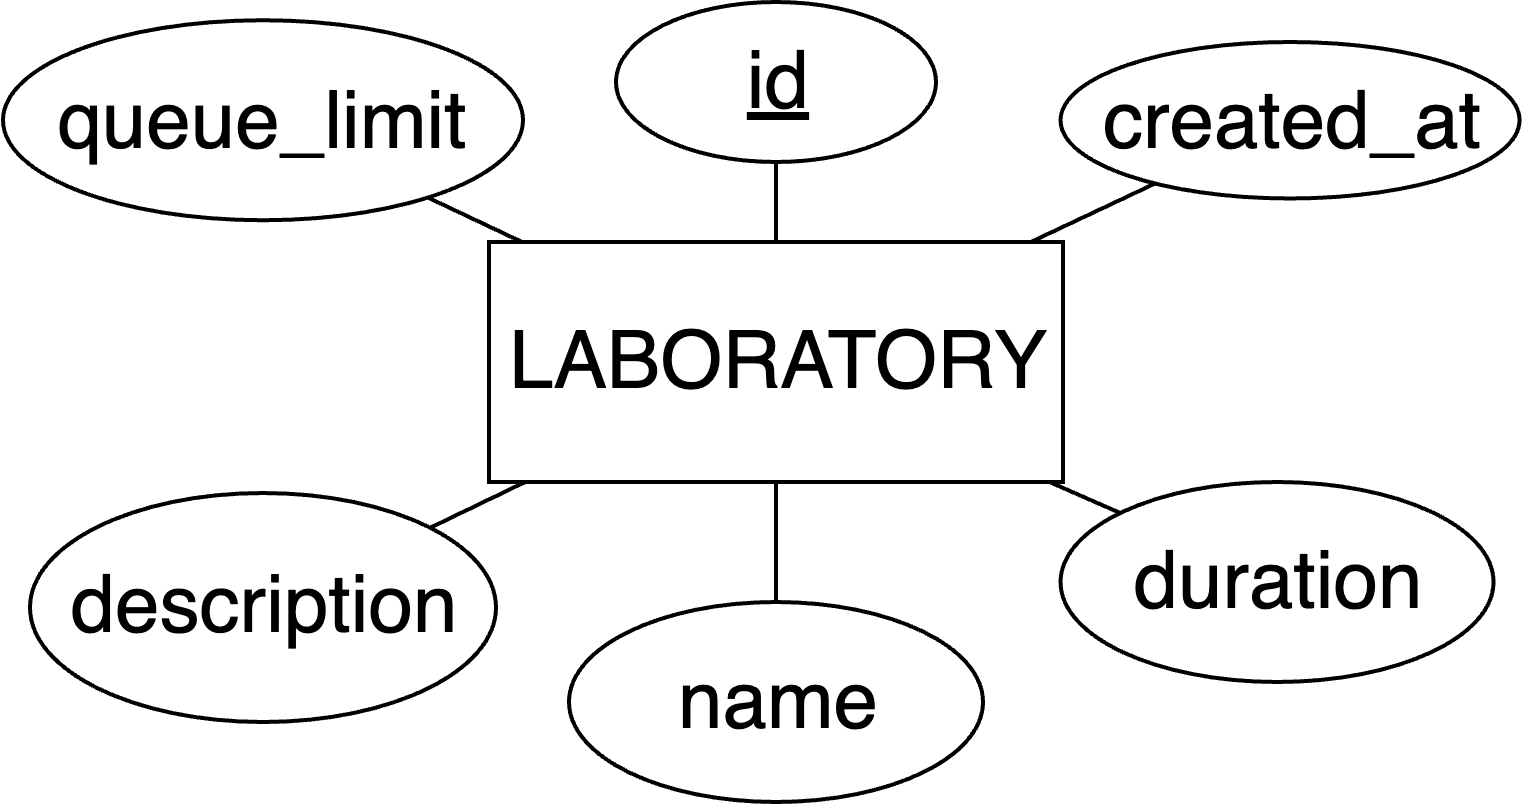 id
queue_limit
created_at
LABORATORY
description
duration
name